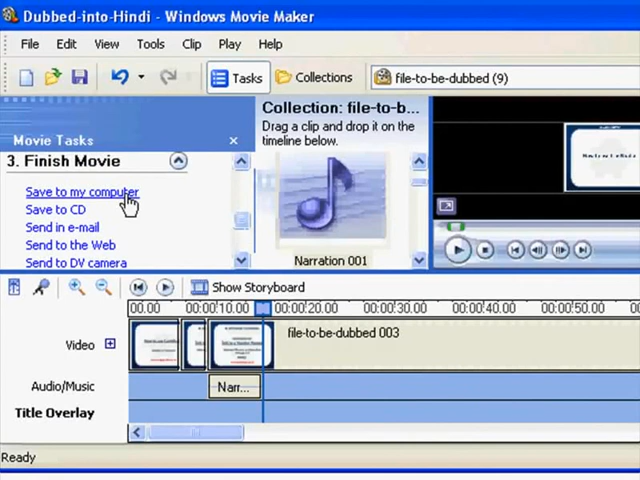 Dubbed-into-Hindi - Windows Movie Maker
File Edit View Tools Clip Play Help
Tasks Collections file-to-be-dubbed (9)
Movie Tasks
3. Finish Movie
Save to my computer
Save to CD
Send in e-mail
Send to the Web
Send to DV camera
Collection: file-to-b...
Drag a clip and drop it on the
timeline below.
Narration 001
Show Storyboard
00.00 00:00:10.00 00:00:20.00 00:00:30.00 00:00:40.00 00:00:50.00
Video
file-to-be-dubbed 003
Audio/Music
Narr...
Title Overlay
Ready